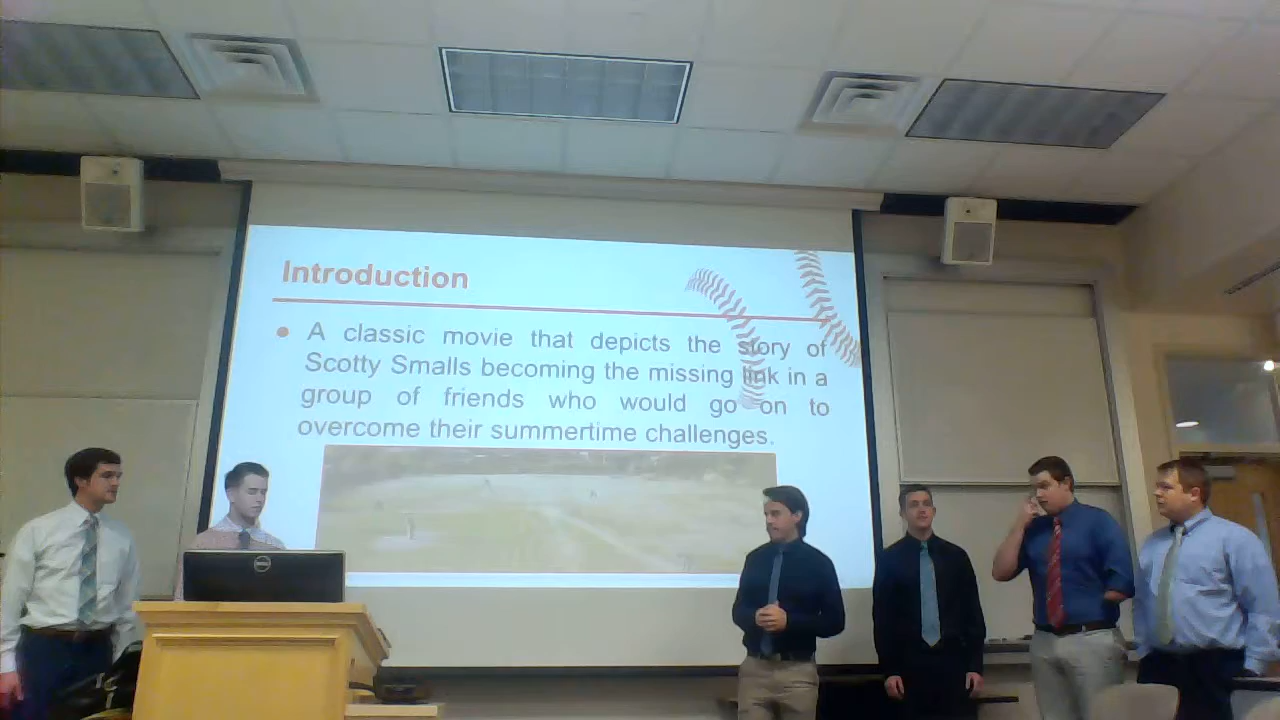 Introduction
● A classic movie that depicts the story of
Scotty Smalls becoming the missing link in a
group of friends who would go on to
overcome their summertime challenges.
DELL